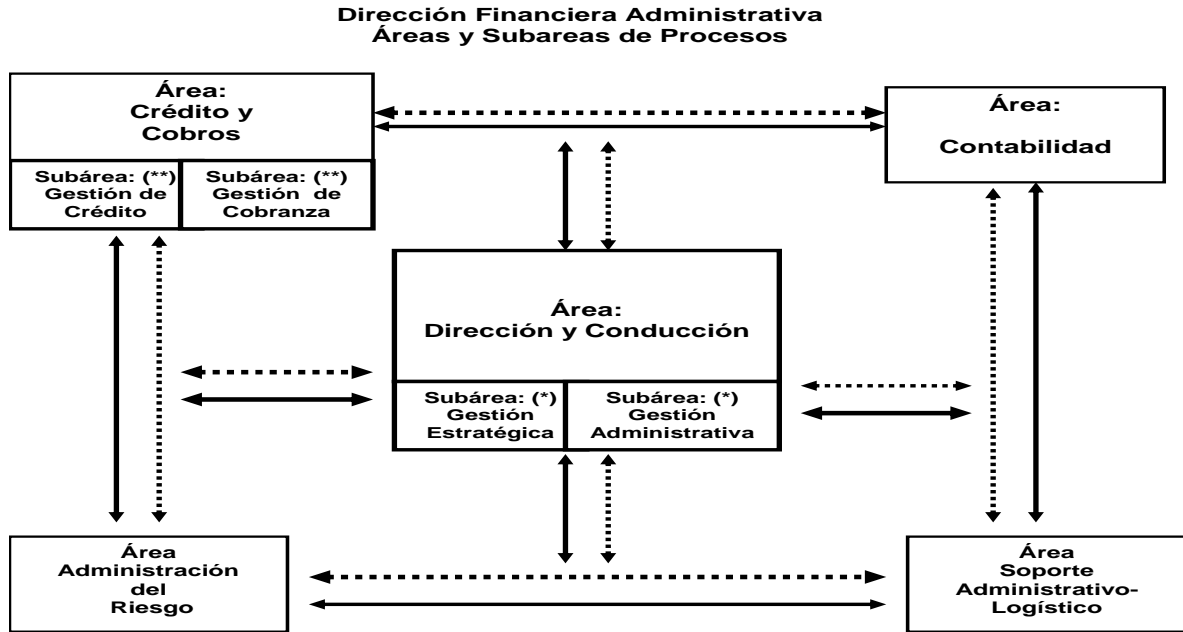 Dirección Financiera Administrativa
Áreas y Subareas de Procesos
Área:
Crédito y
Cobros
Subárea: (**)
Gestión de
Crédito
Subárea: (**)
Gestión de
Cobranza
Área:
Contabilidad
Área:
Dirección y Conducción
Subárea: (*)
Gestión
Estratégica
Subárea: (*)
Gestión
Administrativa
Área
Administración
del
Riesgo
Área
Soporte
Administrativo-
Logístico